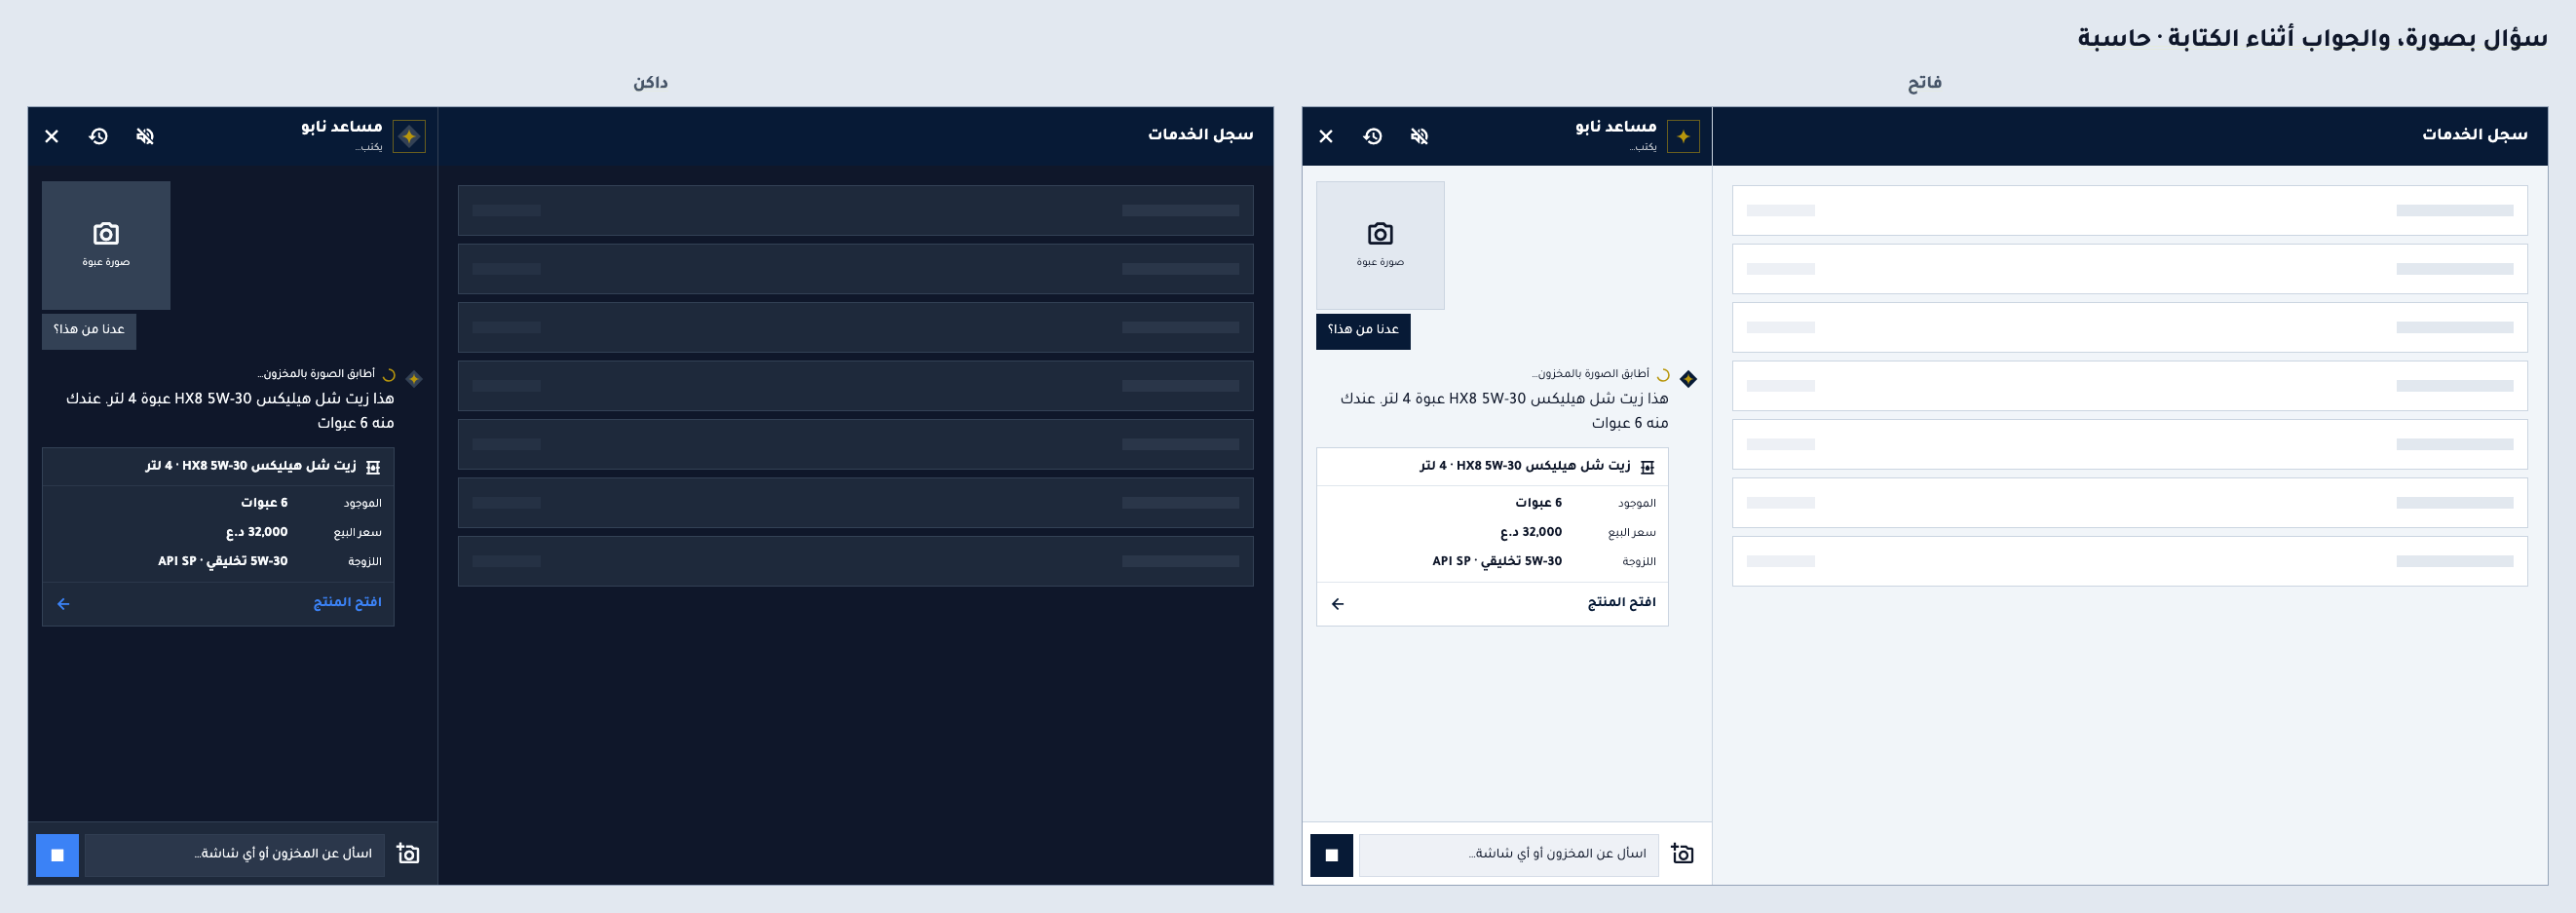 سؤال بصورة، والجواب أثناء الكتابة · حاسبة
فاتح
سجل الخدمات
مساعد نابو
يكتب...
صورة عبوة
عدنا من هذا؟
أطابق الصورة بالمخزون...
هذا زيت شل هيليكس HX8 5W-30 عبوة 4 لتر. عندك
منه 6 عبوات
زيت شل هيليكس HX8 5W-30 · 4 لتر
الموجود 6 عبوات
سعر البيع 32,000 د.ع
اللزوجة 5W-30 تخليقي · API SP
افتح المنتج
اسأل عن المخزون أو أي شاشة...
داكن
سجل الخدمات
مساعد نابو
يكتب...
صورة عبوة
عدنا من هذا؟
أطابق الصورة بالمخزون...
هذا زيت شل هيليكس HX8 5W-30 عبوة 4 لتر. عندك
منه 6 عبوات
زيت شل هيليكس HX8 5W-30 · 4 لتر
الموجود 6 عبوات
سعر البيع 32,000 د.ع
اللزوجة 5W-30 تخليقي · API SP
افتح المنتج
اسأل عن المخزون أو أي شاشة...